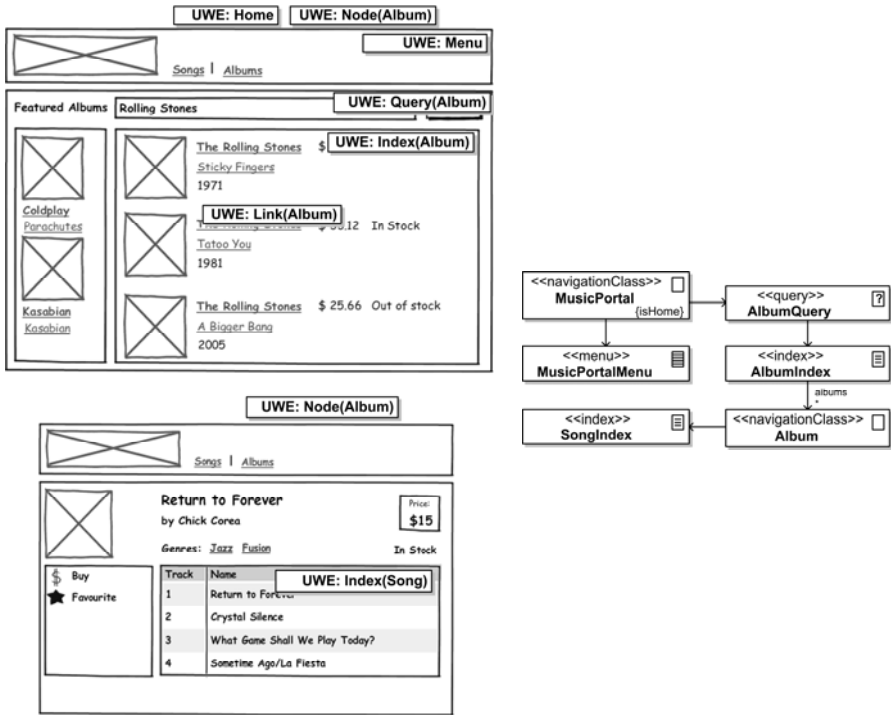 UWE: Home UWE: Node(Album)
UWE: Menu
Songs | Albums
UWE: Query(Album)
Featured Albums Rolling Stones
UWE: Index(Album)
The Rolling Stones $
Sticky Fingers
1971
UWE: Link(Album)
Coldplay
.12 In Stock
Parachutes
Tatoo You
1981
Kasabian
The Rolling Stones $ 25.66 Out of stock
Kasabian
A Bigger Bang
2005
UWE: Node(Album)
Songs | Albums
Return to Forever
Price:
by Chick Corea
$15
Genres: Jazz Fusion
In Stock
$ Buy
Favourite
Track Name
UWE: Index(Song)
1 Return to Forever
2 Crystal Silence
3 What Game Shall We Play Today?
4 Sometime Ago/La Fiesta
<<navigationClass>>
MusicPortal
{isHome}
<<query>> ?
AlbumQuery
<<menu>>
MusicPortalMenu
<<index>>
AlbumIndex
albums
*
<<index>>
SongIndex
<<navigationClass>>
Album